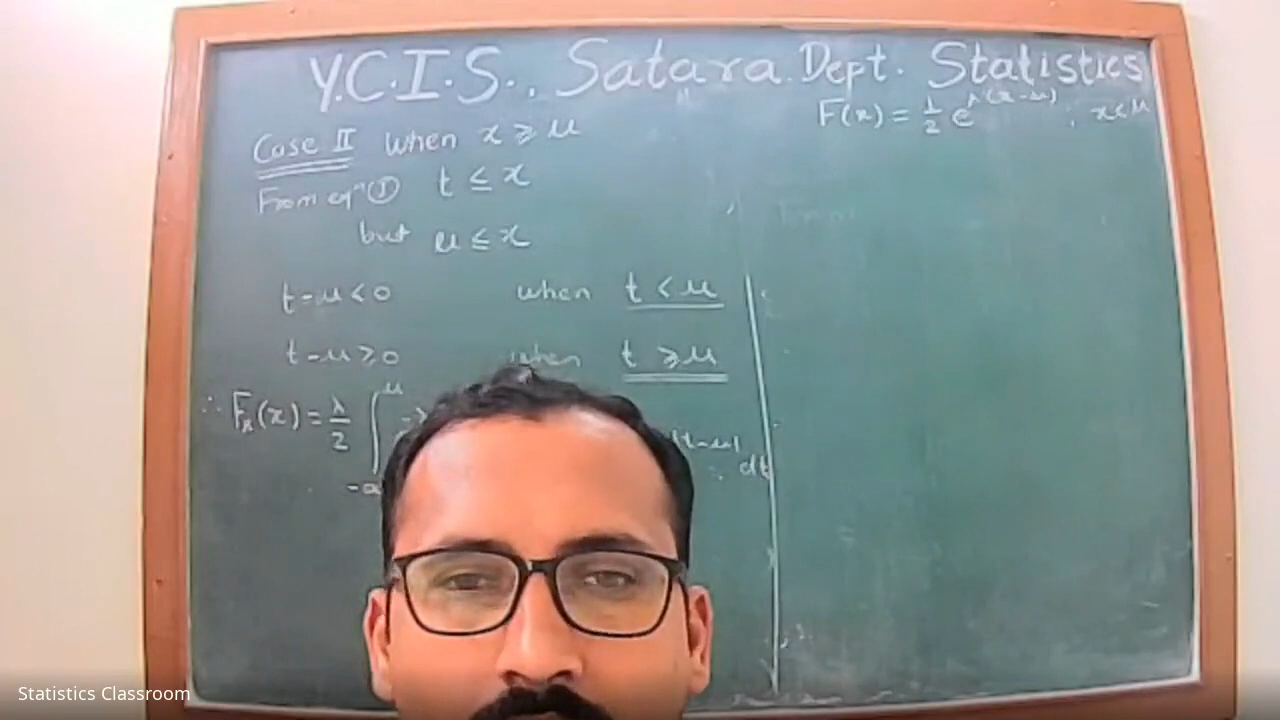 Y.C.I.S., Satara. Dept. Statistics
F(x) = λ/2 e^λ(x-μ) ; x<μ
Case II when x ≥ μ
From eqⁿ ① t ≤ x
but μ ≤ x
t-μ < 0 when t < μ
t-μ ≥ 0 when t ≥ μ
∴ Fₓ(x) = λ/2 ∫ μ -∞
|t-μ| dt
Statistics Classroom